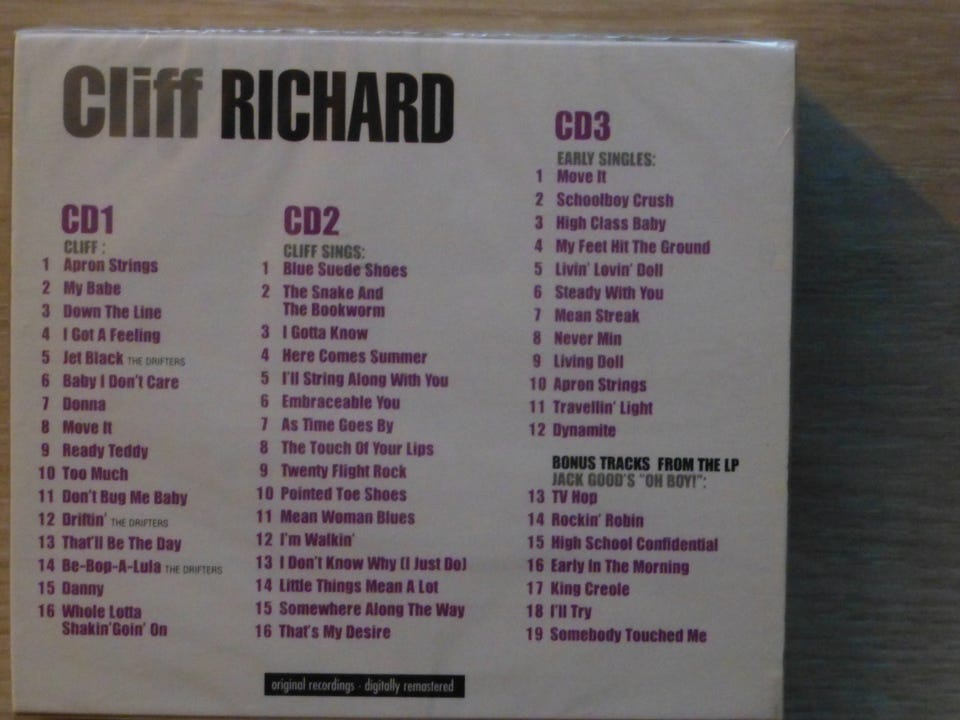 Cliff RICHARD
CD1
CLIFF :
1 Apron Strings
2 My Babe
3 Down The Line
4 I Got A Feeling
5 Jet Black THE DRIFTERS
6 Baby I Don't Care
7 Donna
8 Move It
9 Ready Teddy
10 Too Much
11 Don't Bug Me Baby
12 Driftin' THE DRIFTERS
13 That'll Be The Day
14 Be-Bop-A-Lula THE DRIFTERS
15 Danny
16 Whole Lotta
Shakin'Goin' On
CD2
CLIFF SINGS:
1 Blue Suede Shoes
2 The Snake And
The Bookworm
3 I Gotta Know
4 Here Comes Summer
5 I'll String Along With You
6 Embraceable You
7 As Time Goes By
8 The Touch Of Your Lips
9 Twenty Flight Rock
10 Pointed Toe Shoes
11 Mean Woman Blues
12 I'm Walkin'
13 I Don't Know Why (I Just Do)
14 Little Things Mean A Lot
15 Somewhere Along The Way
16 That's My Desire
CD3
EARLY SINGLES:
1 Move It
2 Schoolboy Crush
3 High Class Baby
4 My Feet Hit The Ground
5 Livin' Lovin' Doll
6 Steady With You
7 Mean Streak
8 Never Min
9 Living Doll
10 Apron Strings
11 Travellin' Light
12 Dynamite
BONUS TRACKS FROM THE LP
JACK GOOD'S "OH BOY!":
13 TV Hop
14 Rockin' Robin
15 High School Confidential
16 Early In The Morning
17 King Creole
18 I'll Try
19 Somebody Touched Me
original recordings · digitally remastered